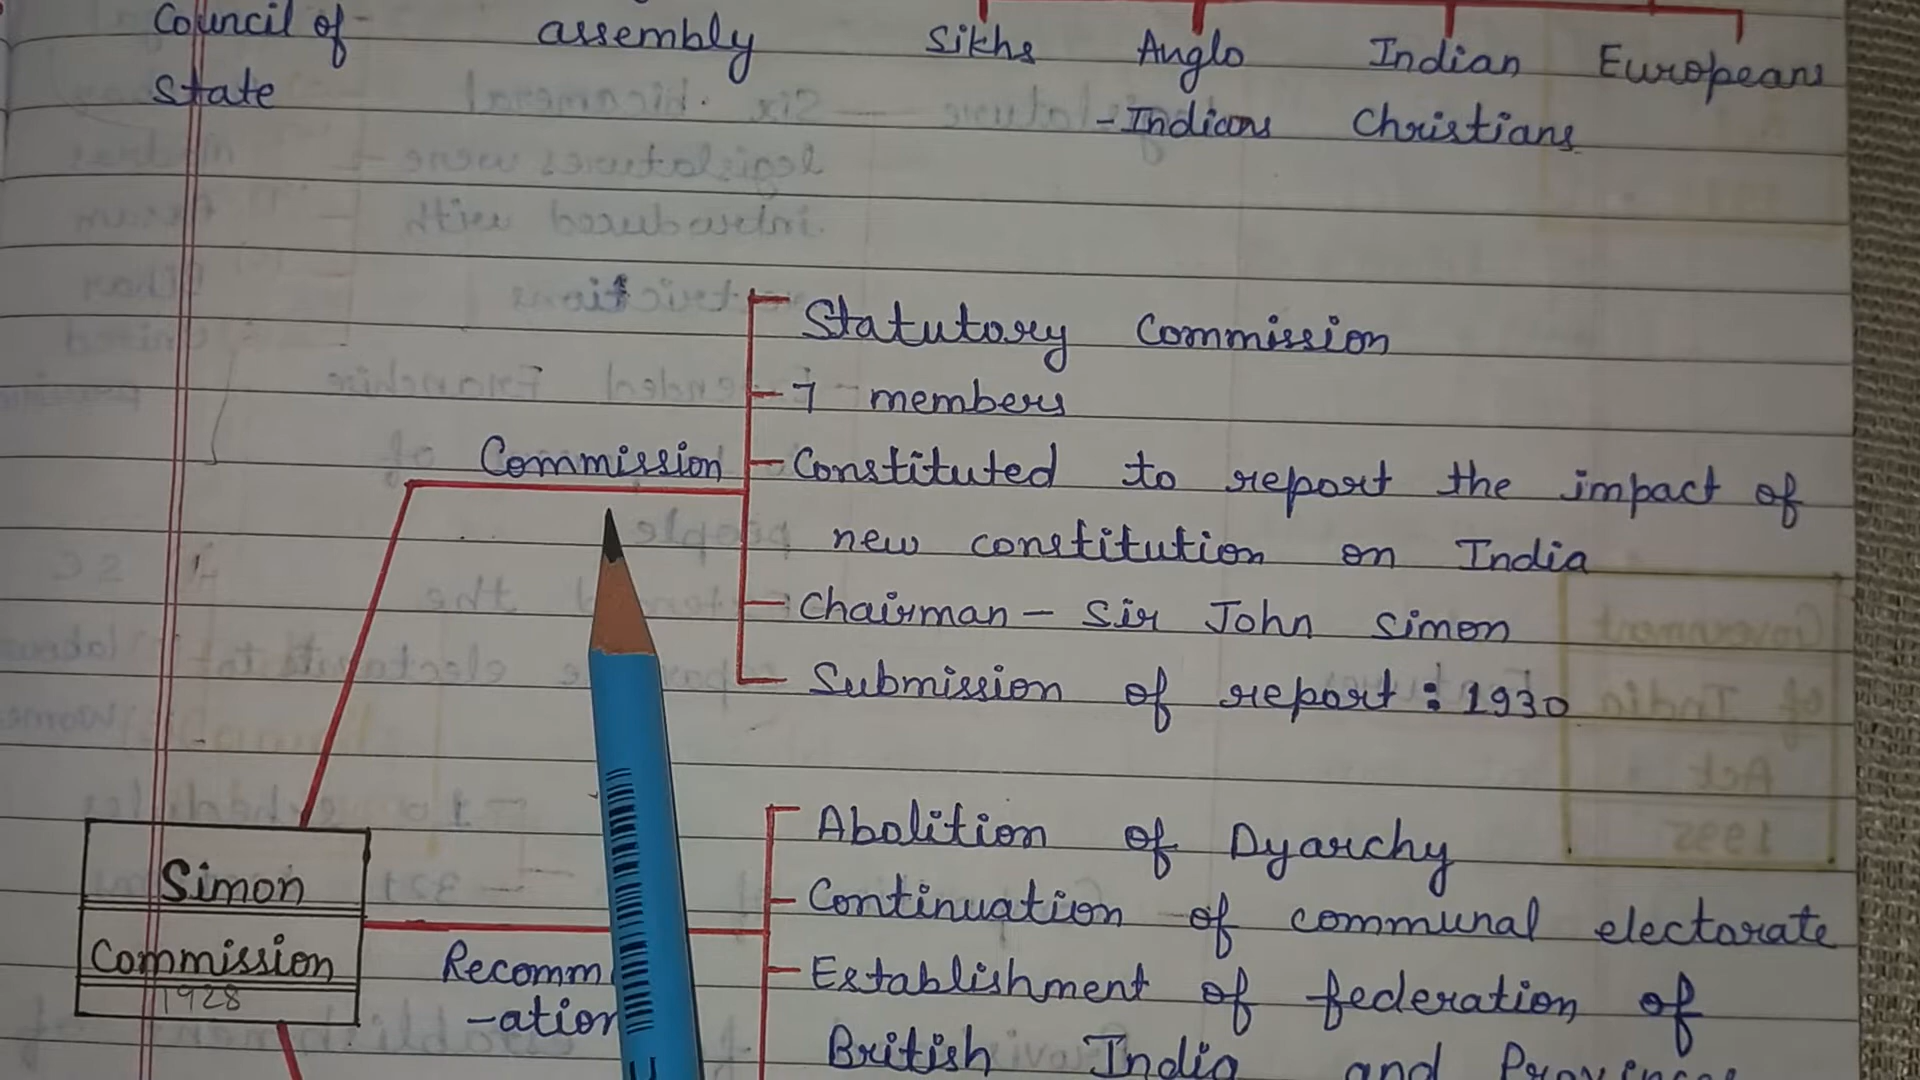 Council of assembly Sikhs Anglo Indian Europeans
State -Indians Christians
Statutory Commission
7 members
Commission Constituted to report the impact of
new constitution on India
Chairman - Sir John Simon
Submission of report : 1930
Abolition of Dyarchy
Simon Continuation of communal electorate
Commission Recomm Establishment of federation of
1928 -ation British India and Provinces